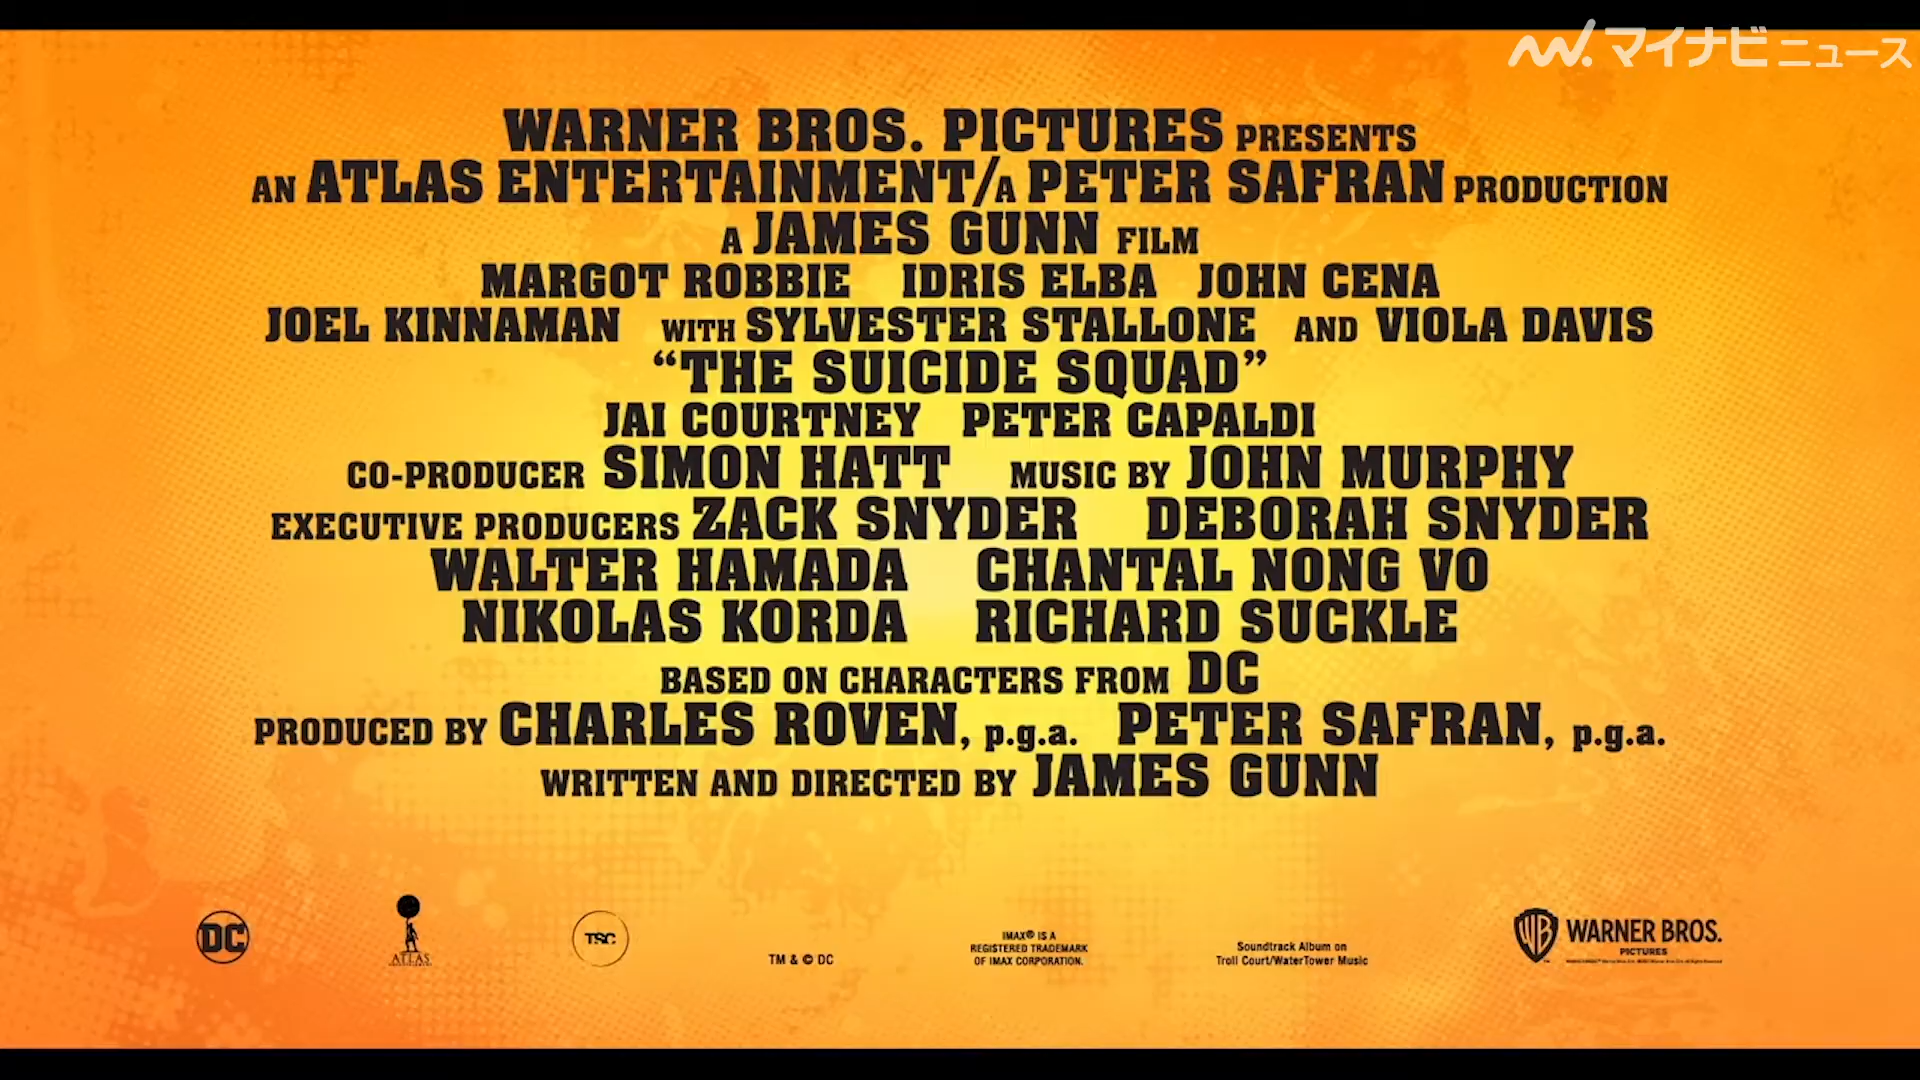 マイナビニュース
WARNER BROS. PICTURES PRESENTS
AN ATLAS ENTERTAINMENT/A PETER SAFRAN PRODUCTION
A JAMES GUNN FILM
MARGOT ROBBIE IDRIS ELBA JOHN CENA
JOEL KINNAMAN WITH SYLVESTER STALLONE AND VIOLA DAVIS
“THE SUICIDE SQUAD”
JAI COURTNEY PETER CAPALDI
CO-PRODUCER SIMON HATT MUSIC BY JOHN MURPHY
EXECUTIVE PRODUCERS ZACK SNYDER DEBORAH SNYDER
WALTER HAMADA CHANTAL NONG VO
NIKOLAS KORDA RICHARD SUCKLE
BASED ON CHARACTERS FROM DC
PRODUCED BY CHARLES ROVEN, p.g.a. PETER SAFRAN, p.g.a.
WRITTEN AND DIRECTED BY JAMES GUNN
DC
ATLAS
TSC
TM & © DC
IMAX® IS A
REGISTERED TRADEMARK
OF IMAX CORPORATION.
Soundtrack Album on
Troll Court/WaterTower Music
WB WARNER BROS.
PICTURES